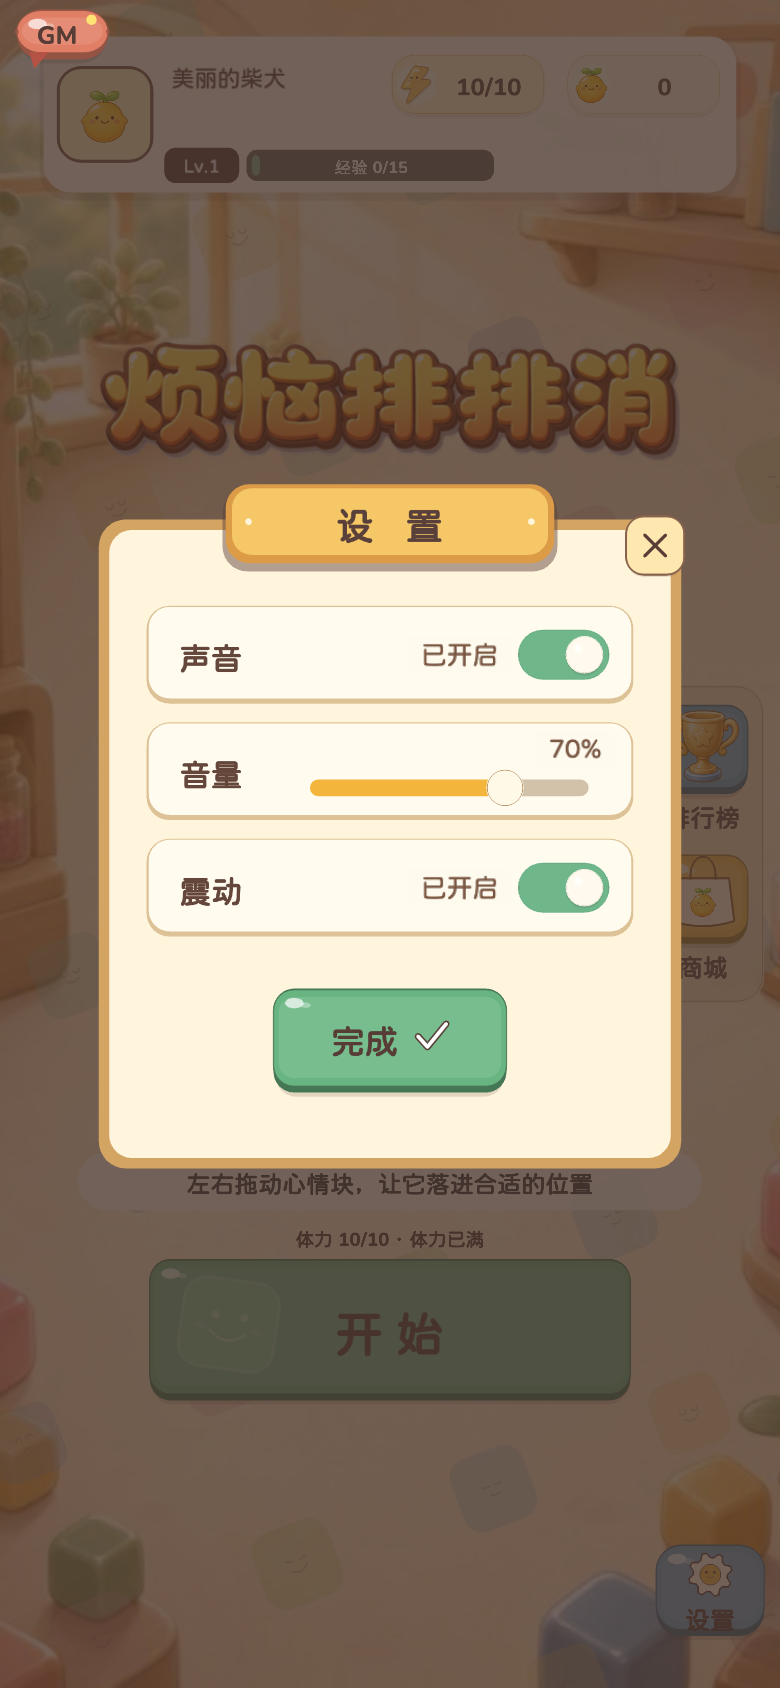 GM
美丽的柴犬
10/10
0
Lv.1
经验 0/15
烦恼排排消
设 置
声音
已开启
音量
70%
震动
已开启
排行榜
商城
完成
左右拖动心情块，让它落进合适的位置
体力 10/10 · 体力已满
开始
设置